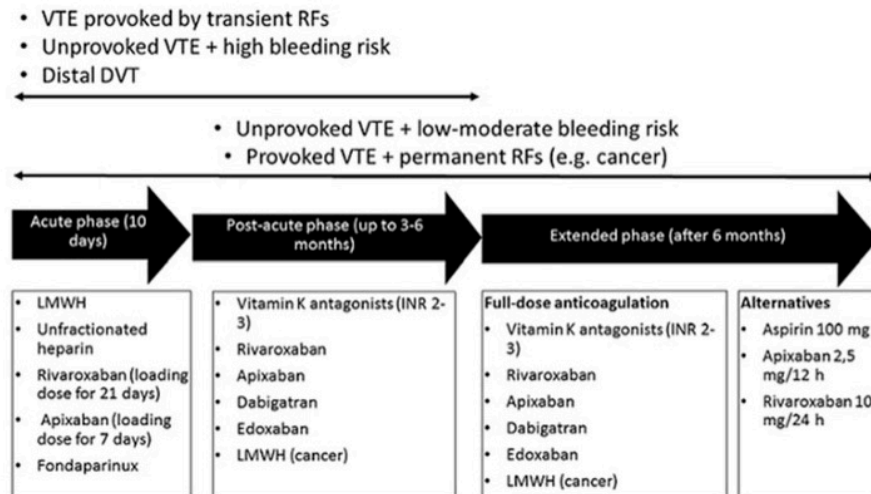 • VTE provoked by transient RFs
• Unprovoked VTE + high bleeding risk
• Distal DVT
• Unprovoked VTE + low-moderate bleeding risk
• Provoked VTE + permanent RFs (e.g. cancer)
Acute phase (10
days)
Post-acute phase (up to 3-6
months)
Extended phase (after 6 months)
• LMWH
• Unfractionated
heparin
• Rivaroxaban (loading
dose for 21 days)
• Apixaban (loading
dose for 7 days)
• Fondaparinux
• Vitamin K antagonists (INR 2-
3)
• Rivaroxaban
• Apixaban
• Dabigatran
• Edoxaban
• LMWH (cancer)
Full-dose anticoagulation
• Vitamin K antagonists (INR 2-
3)
• Rivaroxaban
• Apixaban
• Dabigatran
• Edoxaban
• LMWH (cancer)
Alternatives
• Aspirin 100 mg
• Apixaban 2,5
mg/12 h
• Rivaroxaban 10
mg/24 h